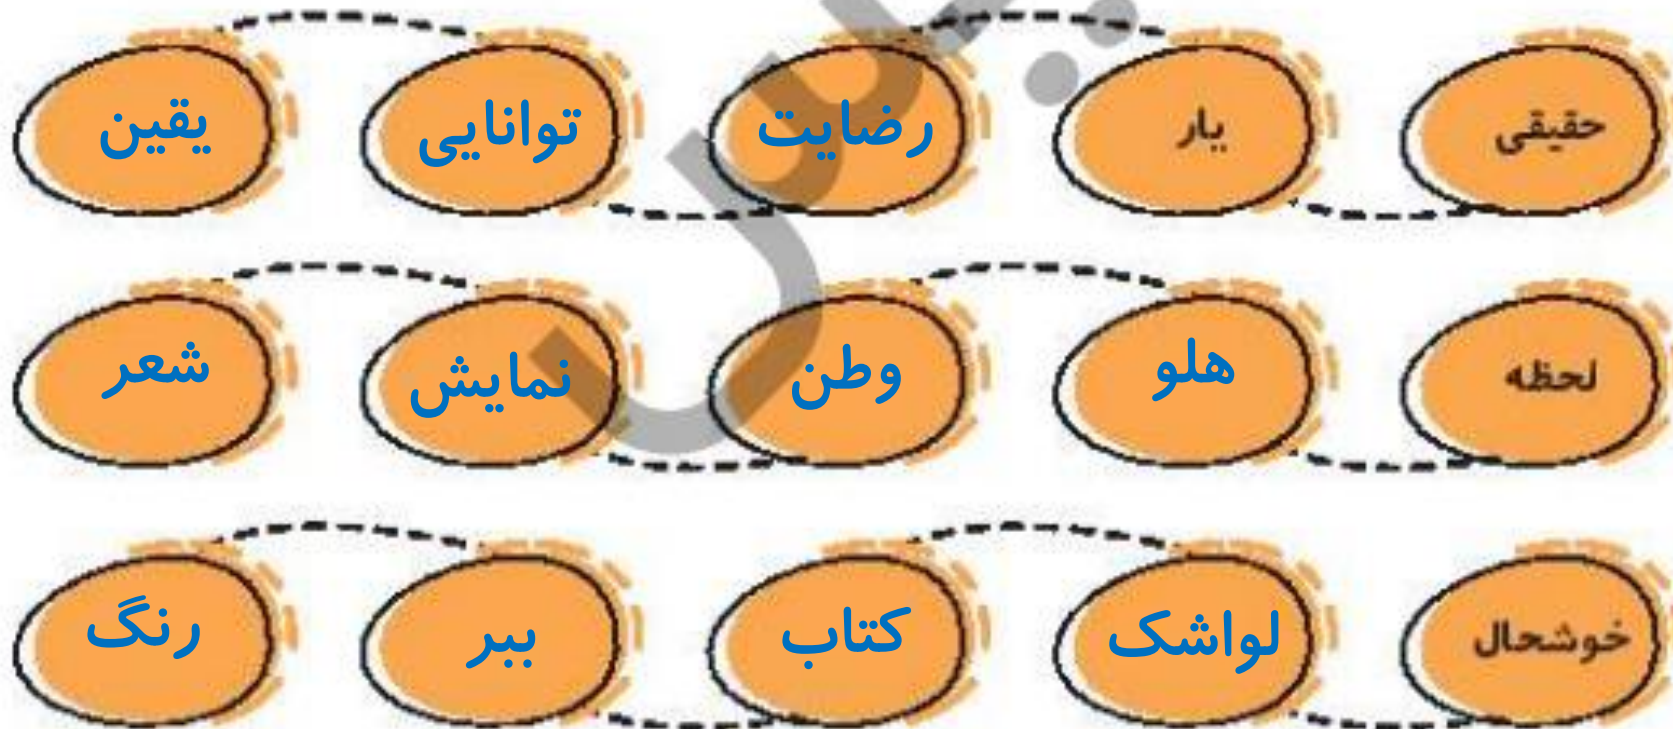 حقیقی یار رضایت توانایی یقین
لحظه هلو وطن نمایش شعر
خوشحال لواشک کتاب ببر رنگ